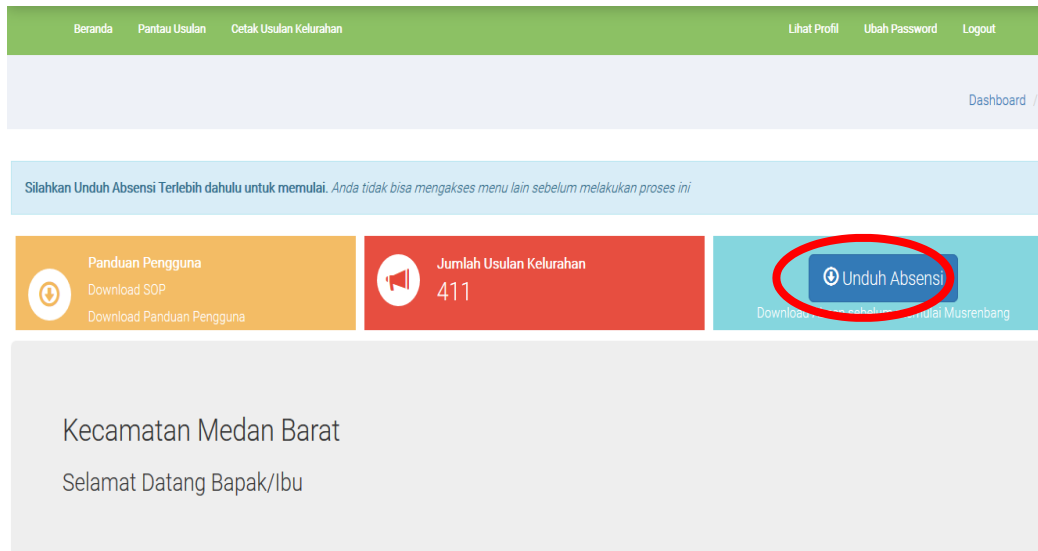 Beranda Pantau Usulan Cetak Usulan Kelurahan Lihat Profil Ubah Password Logout
Dashboard /
Silahkan Unduh Absensi Terlebih dahulu untuk memulai. Anda tidak bisa mengakses menu lain sebelum melakukan proses ini
Panduan Pengguna
Download SOP
Download Panduan Pengguna
Jumlah Usulan Kelurahan
411
Unduh Absensi
Download sebelum Musrenbang
Kecamatan Medan Barat
Selamat Datang Bapak/Ibu